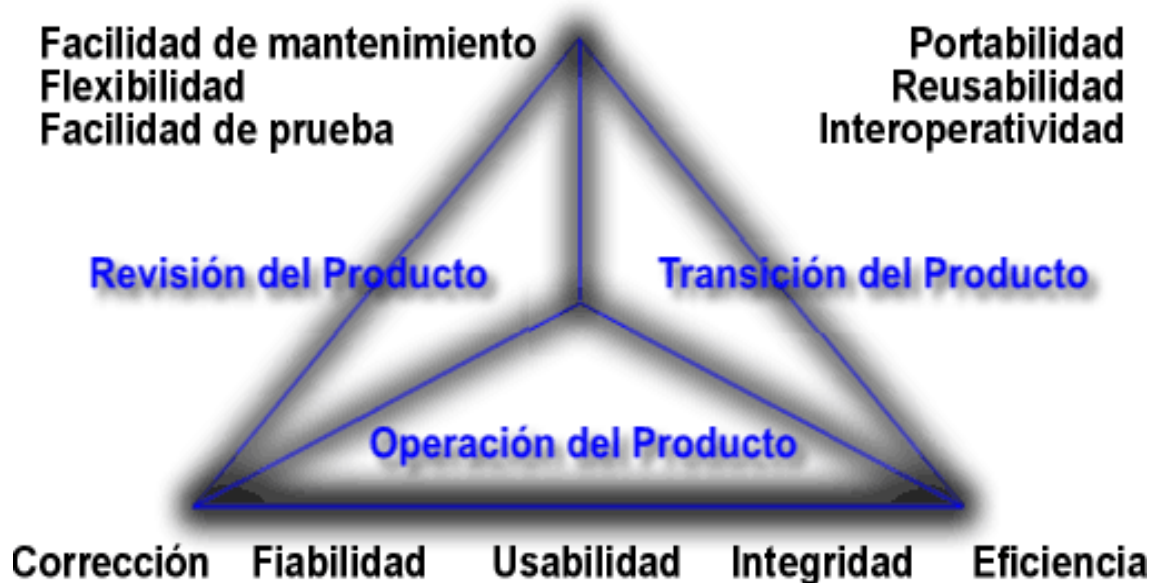 Facilidad de mantenimiento
Flexibilidad
Facilidad de prueba
Portabilidad
Reusabilidad
Interoperatividad
Revisión del Producto
Transición del Producto
Operación del Producto
Corrección Fiabilidad Usabilidad Integridad Eficiencia